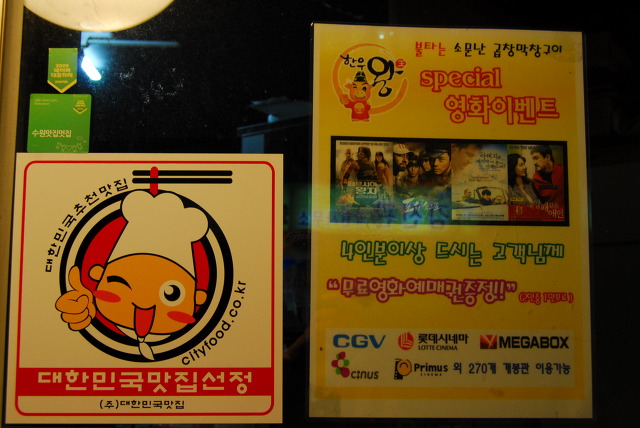 수원맛집멋집
대한민국추천맛집
cityfood.co.kr
대한민국맛집선정
(주)대한민국맛집
불타는 소문난 곱창막창구이
한우왕
special
영화이벤트
4인분이상 드시는 고객님께
"무료영화예매권증정!!"
CGV 롯데시네마 LOTTE CINEMA MEGABOX
CINUS Primus CINEMA 외 270개 개봉관 이용가능